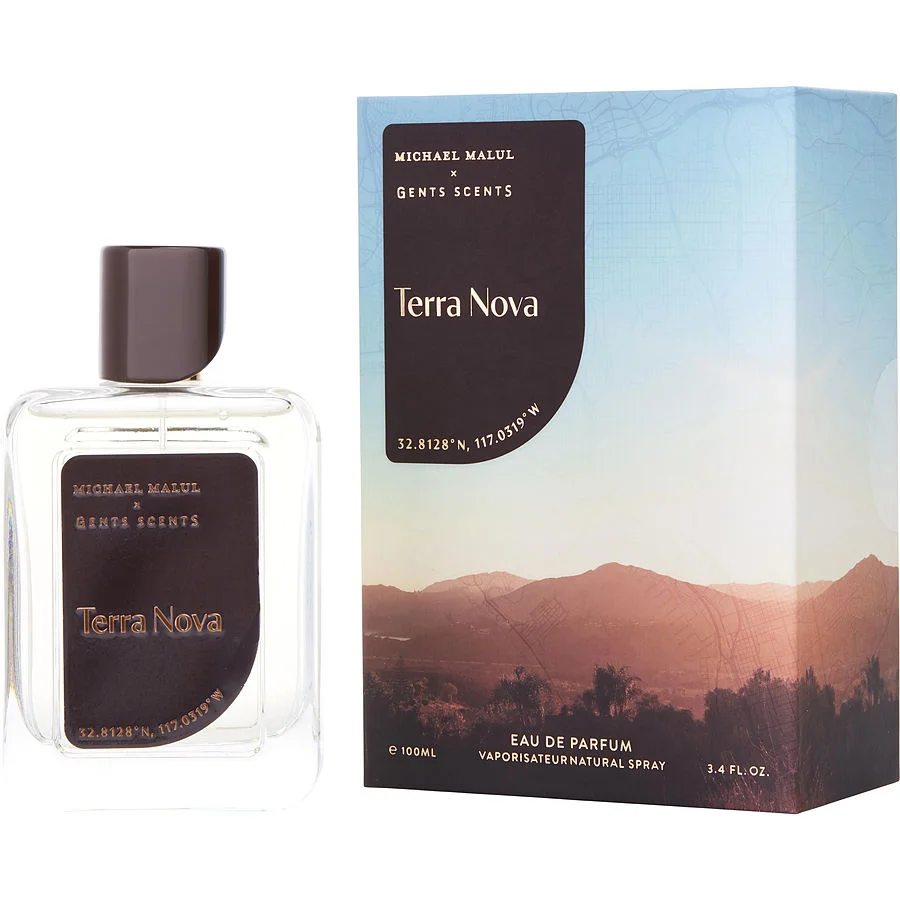 MICHAEL MALUL
x
GENTS SCENTS
Terra Nova
32.8128°N, 117.0319°W
MICHAEL MALUL
x
GENTS SCENTS
Terra Nova
32.8128°N, 117.0319°W
EAU DE PARFUM
VAPORISATEUR NATURAL SPRAY
e 100ML
3.4 FL. OZ.